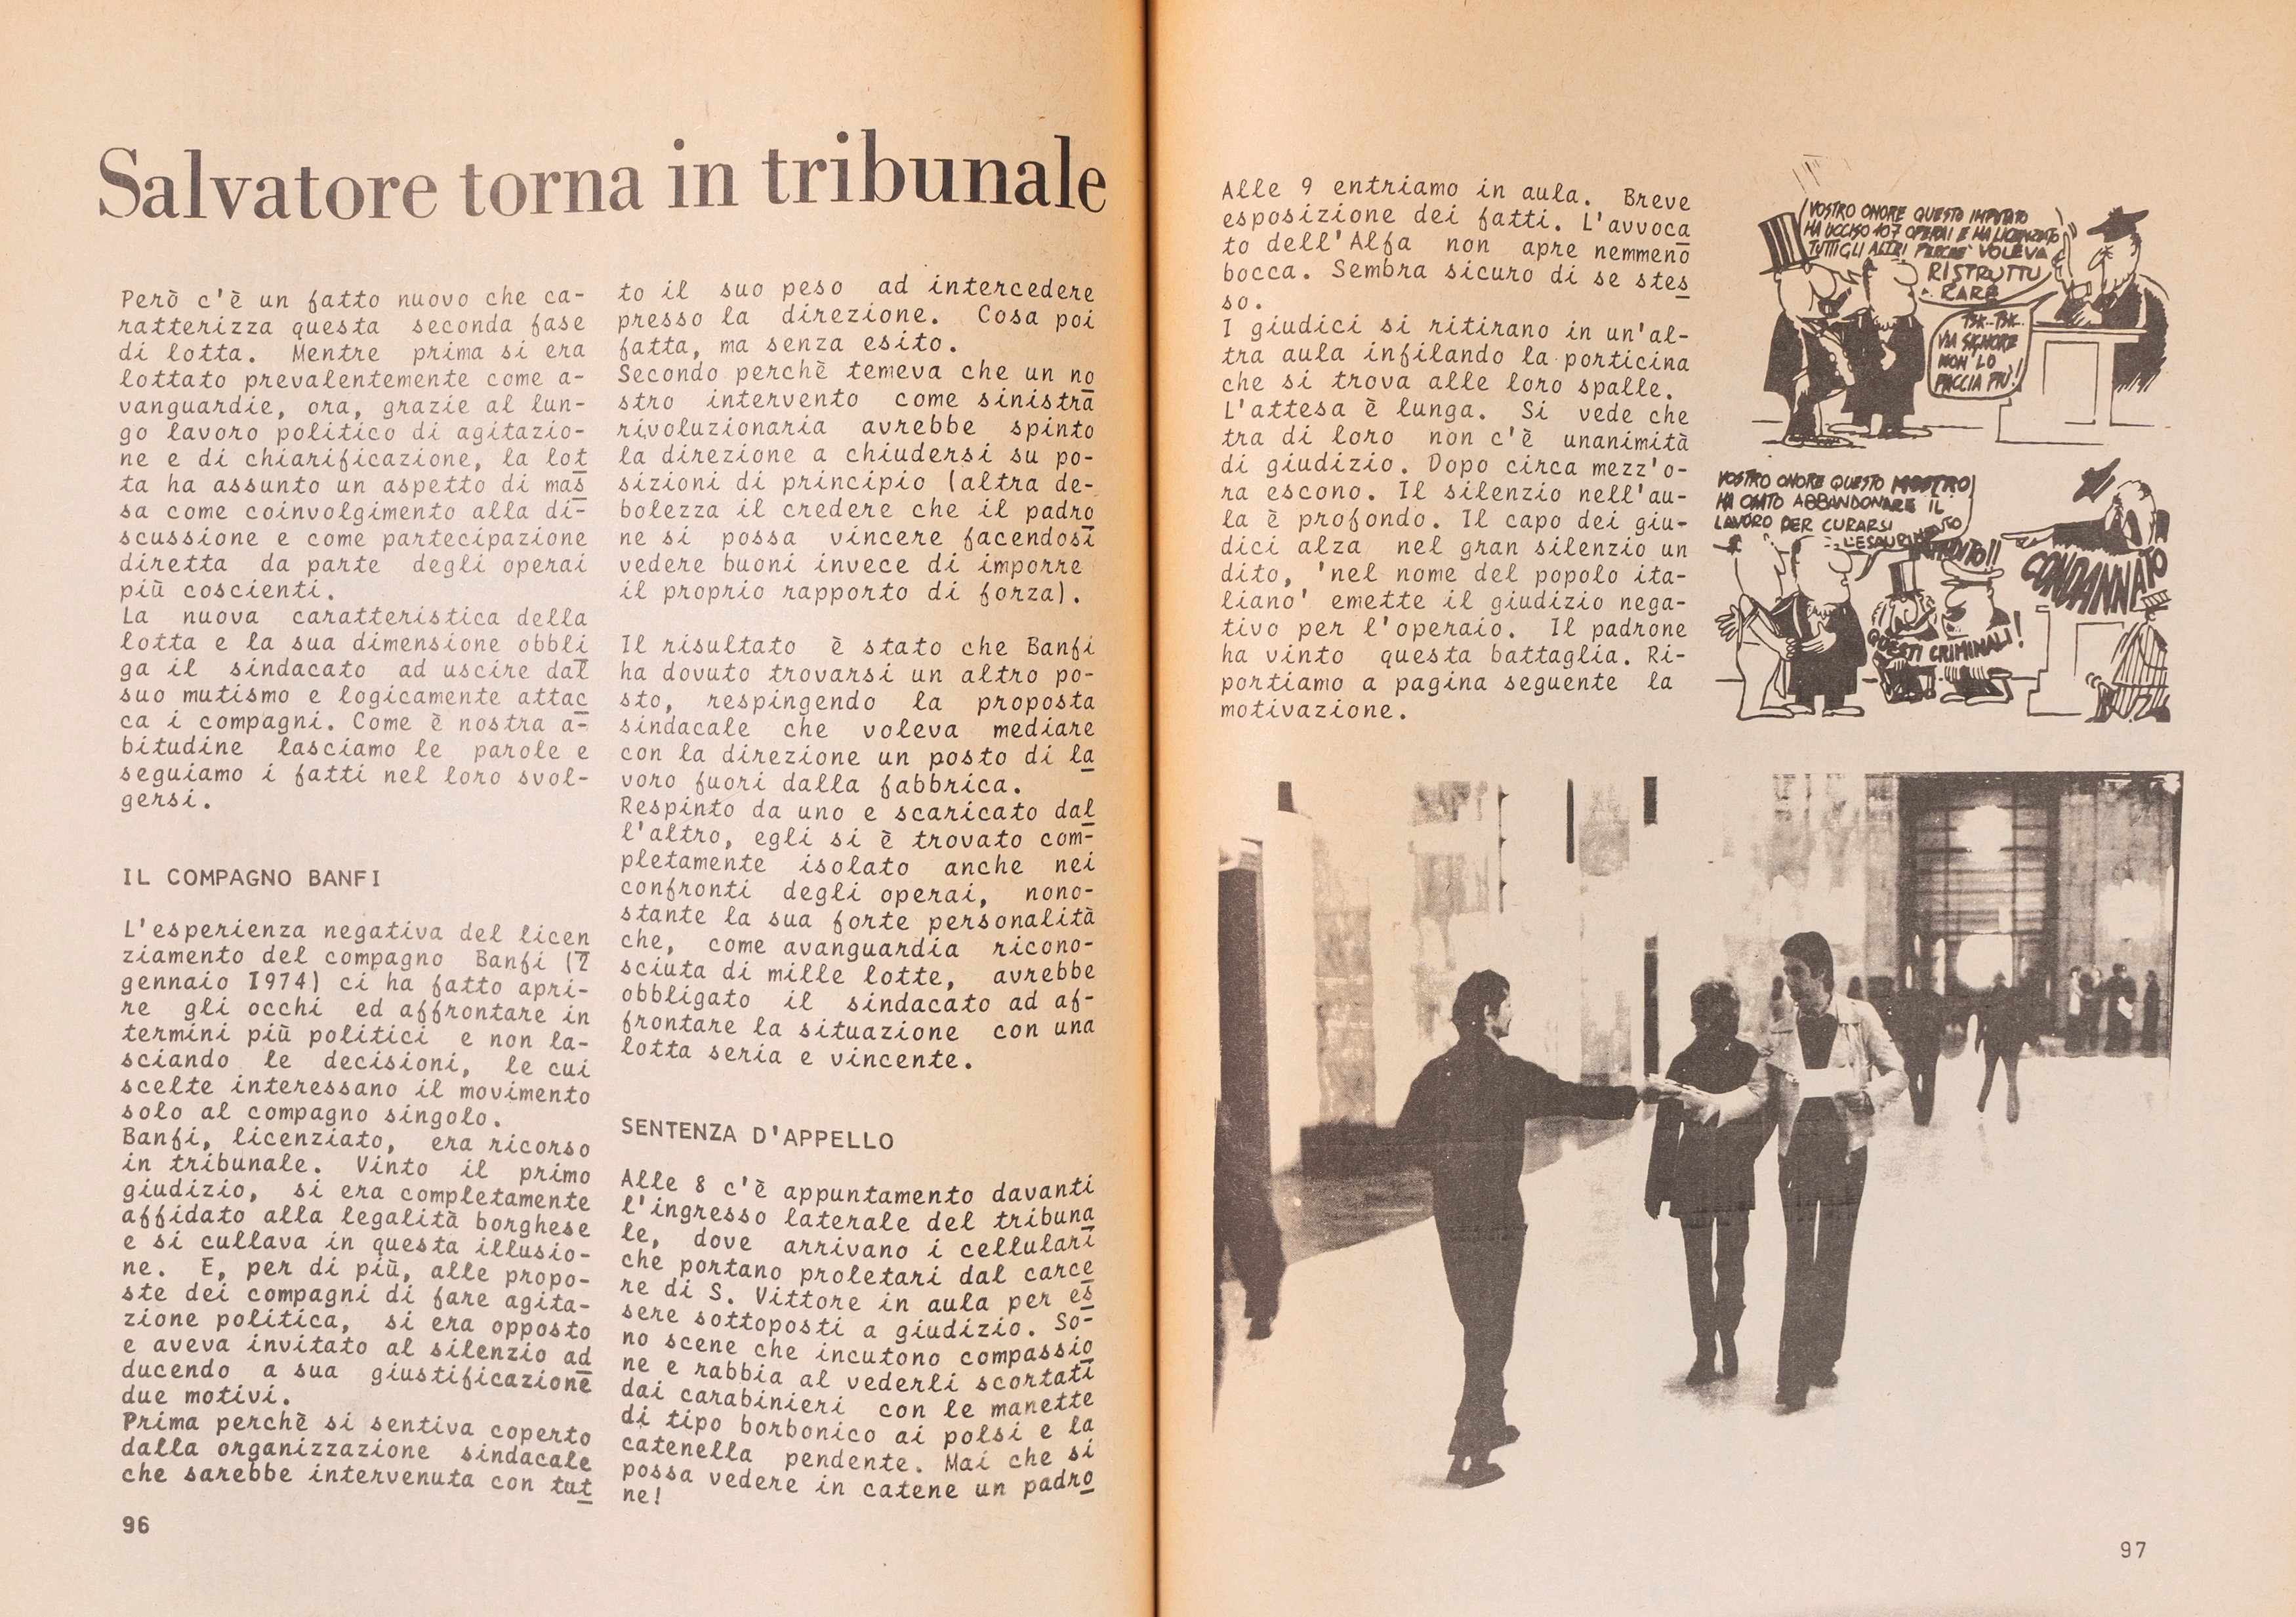 Salvatore torna in tribunale
Però c'è un fatto nuovo che ca-
ratterizza questa seconda fase
di lotta. Mentre prima si era
lottato prevalentemente come a-
vanguardie, ora, grazie al lun-
go lavoro politico di agitazio-
ne e di chiarificazione, la lot
ta ha assunto un aspetto di mas
sa come coinvolgimento alla di-
scussione e come partecipazione
diretta da parte degli operai
più coscienti.
La nuova caratteristica della
lotta e la sua dimensione obbli
ga il sindacato ad uscire dal
suo mutismo e logicamente attac
ca i compagni. Come è nostra a-
bitudine lasciamo le parole e
seguiamo i fatti nel loro svol-
gersi.
IL COMPAGNO BANFI
L'esperienza negativa del licen
ziamento del compagno Banfi (2
gennaio 1974) ci ha fatto apri-
re gli occhi ed affrontare in
termini più politici e non la-
sciando le decisioni, le cui
scelte interessano il movimento
solo al compagno singolo.
Banfi, licenziato, era ricorso
in tribunale. Vinto il primo
giudizio, si era completamente
affidato alla legalità borghese
e si cullava in questa illusio-
ne. E, per di più, alle propo-
ste dei compagni di fare agita-
zione politica, si era opposto
e aveva invitato al silenzio ad
ducendo a sua giustificazione
due motivi.
Prima perchè si sentiva coperto
dalla organizzazione sindacale
che sarebbe intervenuta con tut
96
to il suo peso ad intercedere
presso la direzione. Cosa poi
fatta, ma senza esito.
Secondo perchè temeva che un no
stro intervento come sinistra
rivoluzionaria avrebbe spinto
la direzione a chiudersi su po-
sizioni di principio (altra de-
bolezza il credere che il padro
ne si possa vincere facendosi
vedere buoni invece di imporre
il proprio rapporto di forza).
Il risultato è stato che Banfi
ha dovuto trovarsi un altro po-
sto, respingendo la proposta
sindacale che voleva mediare
con la direzione un posto di la
voro fuori dalla fabbrica.
Respinto da uno e scaricato dal
l'altro, egli si è trovato com-
pletamente isolato anche nei
confronti degli operai, nono-
stante la sua forte personalità
che, come avanguardia ricono-
sciuta di mille lotte, avrebbe
obbligato il sindacato ad af-
frontare la situazione con una
lotta seria e vincente.
SENTENZA D'APPELLO
Alle 8 c'è appuntamento davanti
l'ingresso laterale del tribuna
le, dove arrivano i cellulari
che portano proletari dal carce
re di S. Vittore in aula per es
sere sottoposti a giudizio. So-
no scene che incutono compassio
ne e rabbia al vederli scortati
dai carabinieri con le manette
di tipo borbonico ai polsi e la
catenella pendente. Mai che si
possa vedere in catene un padro
ne!
Alle 9 entriamo in aula. Breve
esposizione dei fatti. L'avvoca
to dell'Alfa non apre nemmeno
bocca. Sembra sicuro di se stes
so.
I giudici si ritirano in un'al-
tra aula infilando la porticina
che si trova alle loro spalle.
L'attesa è lunga. Si vede che
tra di loro non c'è unanimità
di giudizio. Dopo circa mezz'o-
ra escono. Il silenzio nell'au-
la è profondo. Il capo dei giu-
dici alza nel gran silenzio un
dito, 'nel nome del popolo ita-
liano' emette il giudizio nega-
tivo per l'operaio. Il padrone
ha vinto questa battaglia. Ri-
portiamo a pagina seguente la
motivazione.
VOSTRO ONORE QUESTO IMPUTATO
HA UCCISO 107 OPERAI E HA LICENZIATO
TUTTI GLI ALTRI PERCHE' VOLEVA
RISTRUTTU
RARE
TSK..TSK..
VIA SIGNORE
NON LO
FACCIA PIU'!
VOSTRO ONORE QUESTO MOSTRO
HA OSATO ABBANDONARE IL
LAVORO PER CURARSI
L'ESAURIMENTO
CONDANNATO
QUESTI CRIMINALI!
97